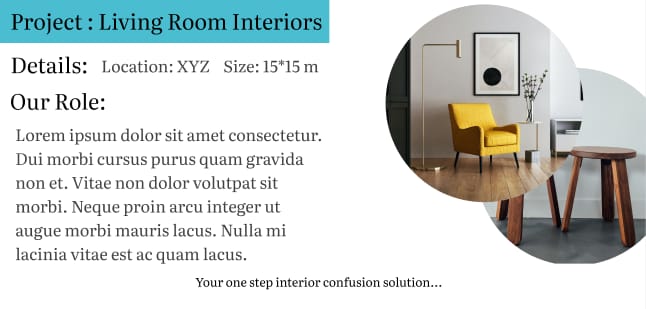 Project : Living Room Interiors
Details: Location: XYZ Size: 15*15 m
Our Role:
Lorem ipsum dolor sit amet consectetur.
Dui morbi cursus purus quam gravida
non et. Vitae non dolor volutpat sit
morbi. Neque proin arcu integer ut
augue morbi mauris lacus. Nulla mi
lacinia vitae est ac quam lacus.
Your one step interior confusion solution...